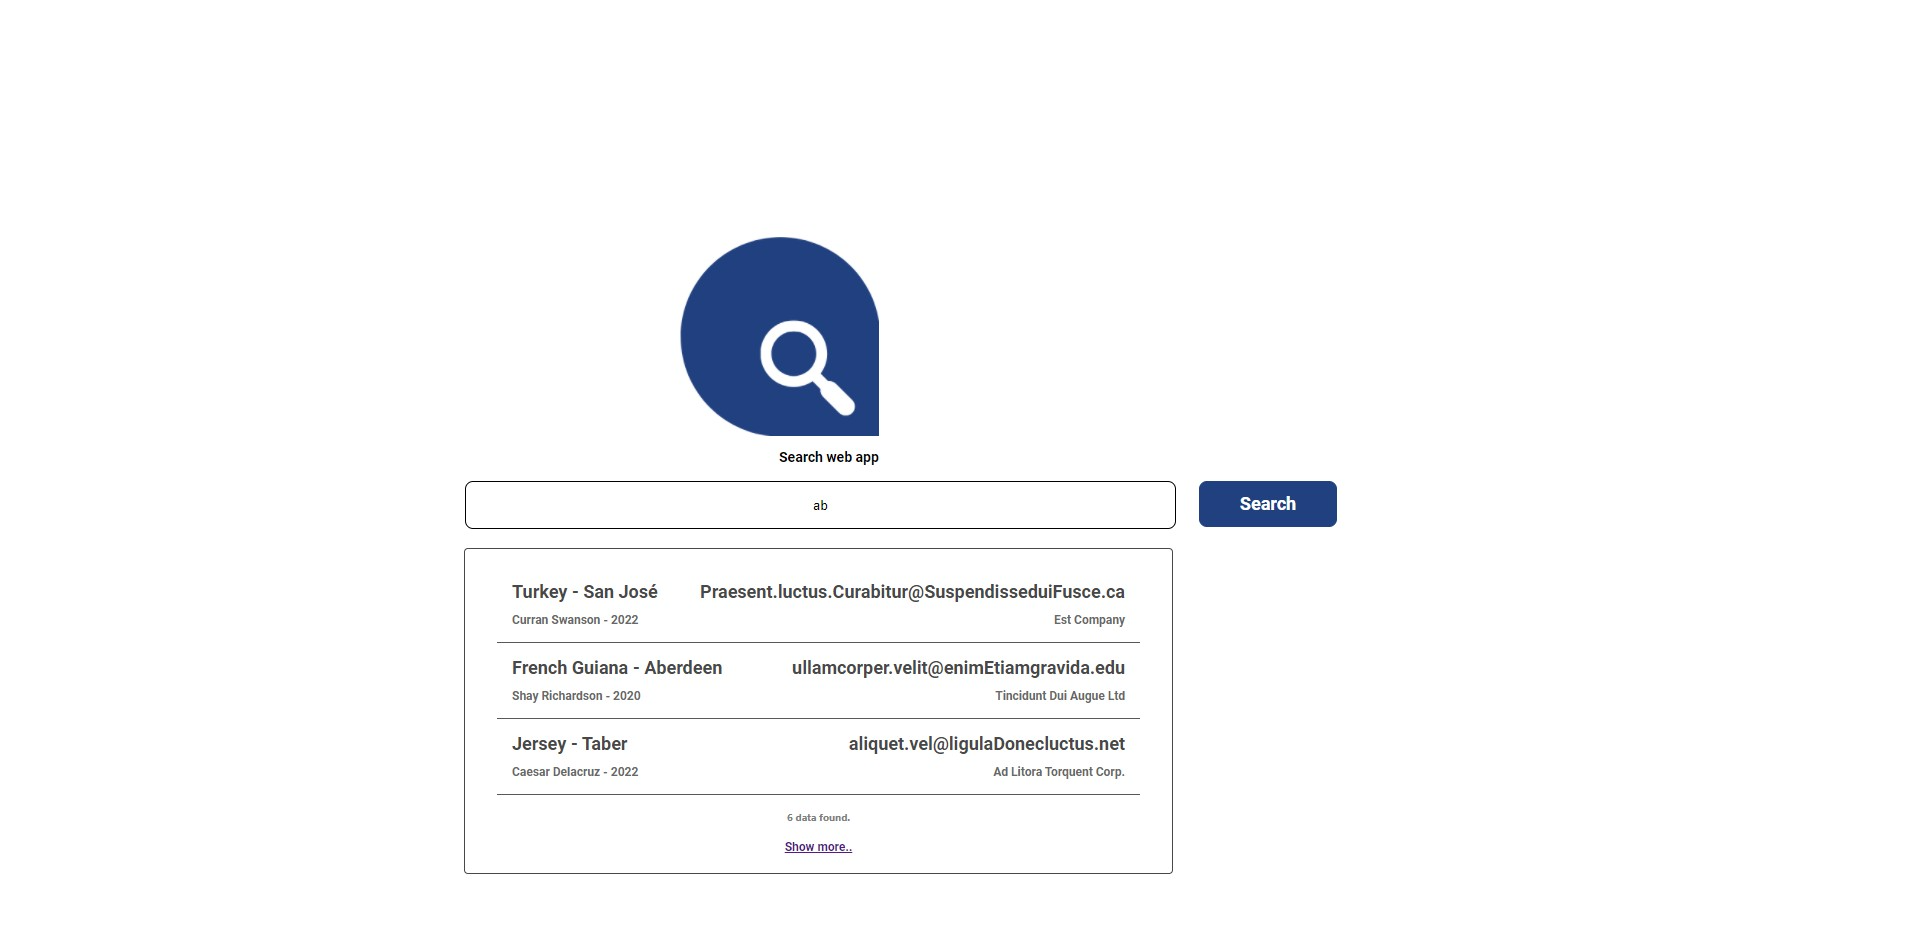 Search web app
ab
Search
Turkey - San José Praesent.luctus.Curabitur@SuspendisseduiFusce.ca
Curran Swanson - 2022 Est Company
French Guiana - Aberdeen ullamcorper.velit@enimEtiamgravida.edu
Shay Richardson - 2020 Tincidunt Dui Augue Ltd
Jersey - Taber aliquet.vel@ligulaDonecluctus.net
Caesar Delacruz - 2022 Ad Litora Torquent Corp.
6 data found.
Show more..